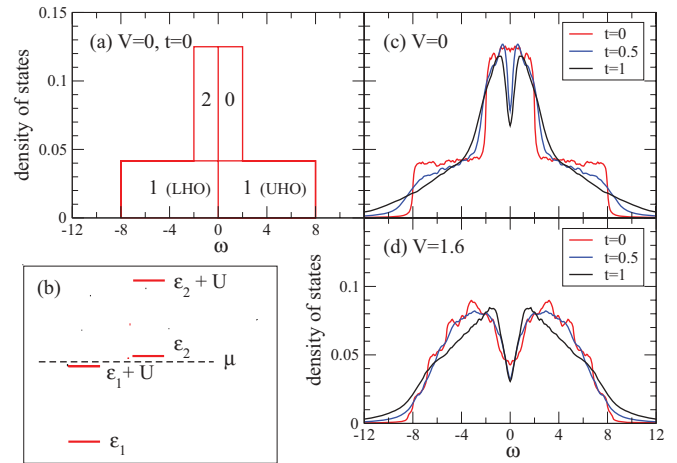 (a) V=0, t=0
density of states
0.15
0.10
0.05
0
2 0
1 (LHO) 1 (UHO)
-12 -8 -4 0 4 8
ω
(c) V=0
t=0
t=0.5
t=1
(b)
ε₂ + U
ε₂
μ
ε₁ + U
ε₁
(d) V=1.6
t=0
t=0.5
t=1
density of states
0.10
0.05
0
-12 -8 -4 0 4 8 12
ω